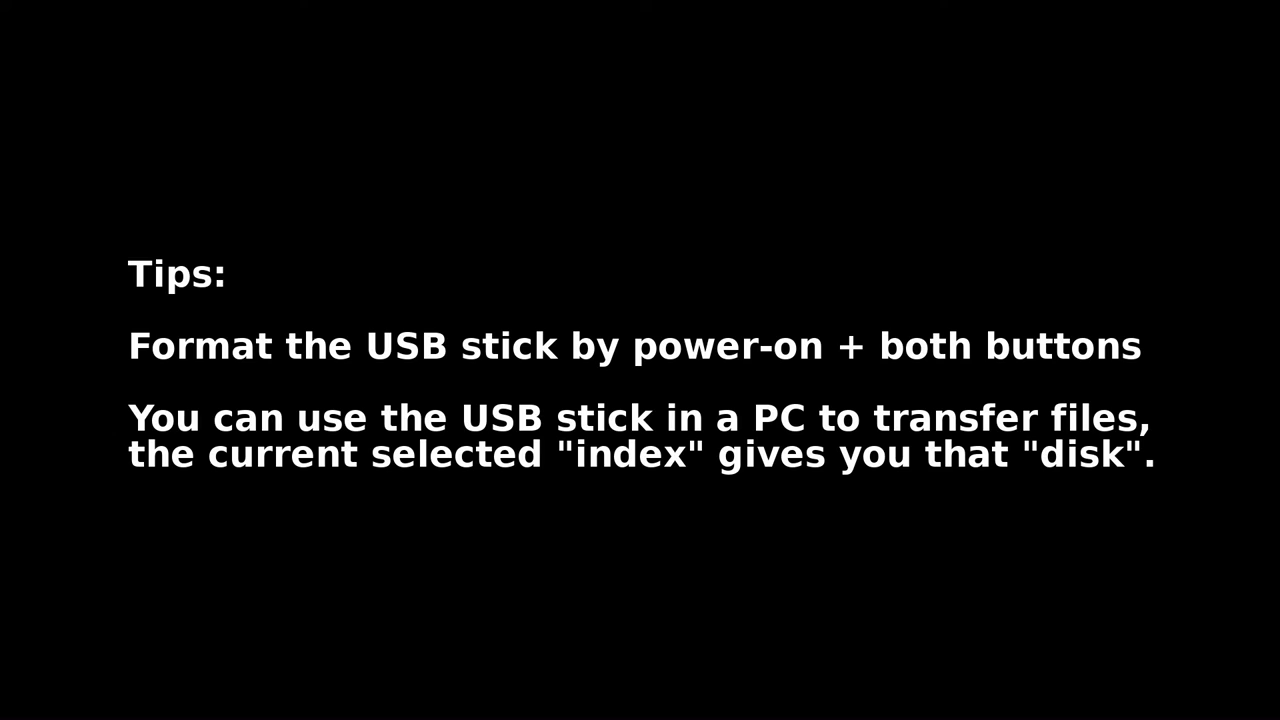 Tips:
Format the USB stick by power-on + both buttons
You can use the USB stick in a PC to transfer files,
the current selected "index" gives you that "disk".